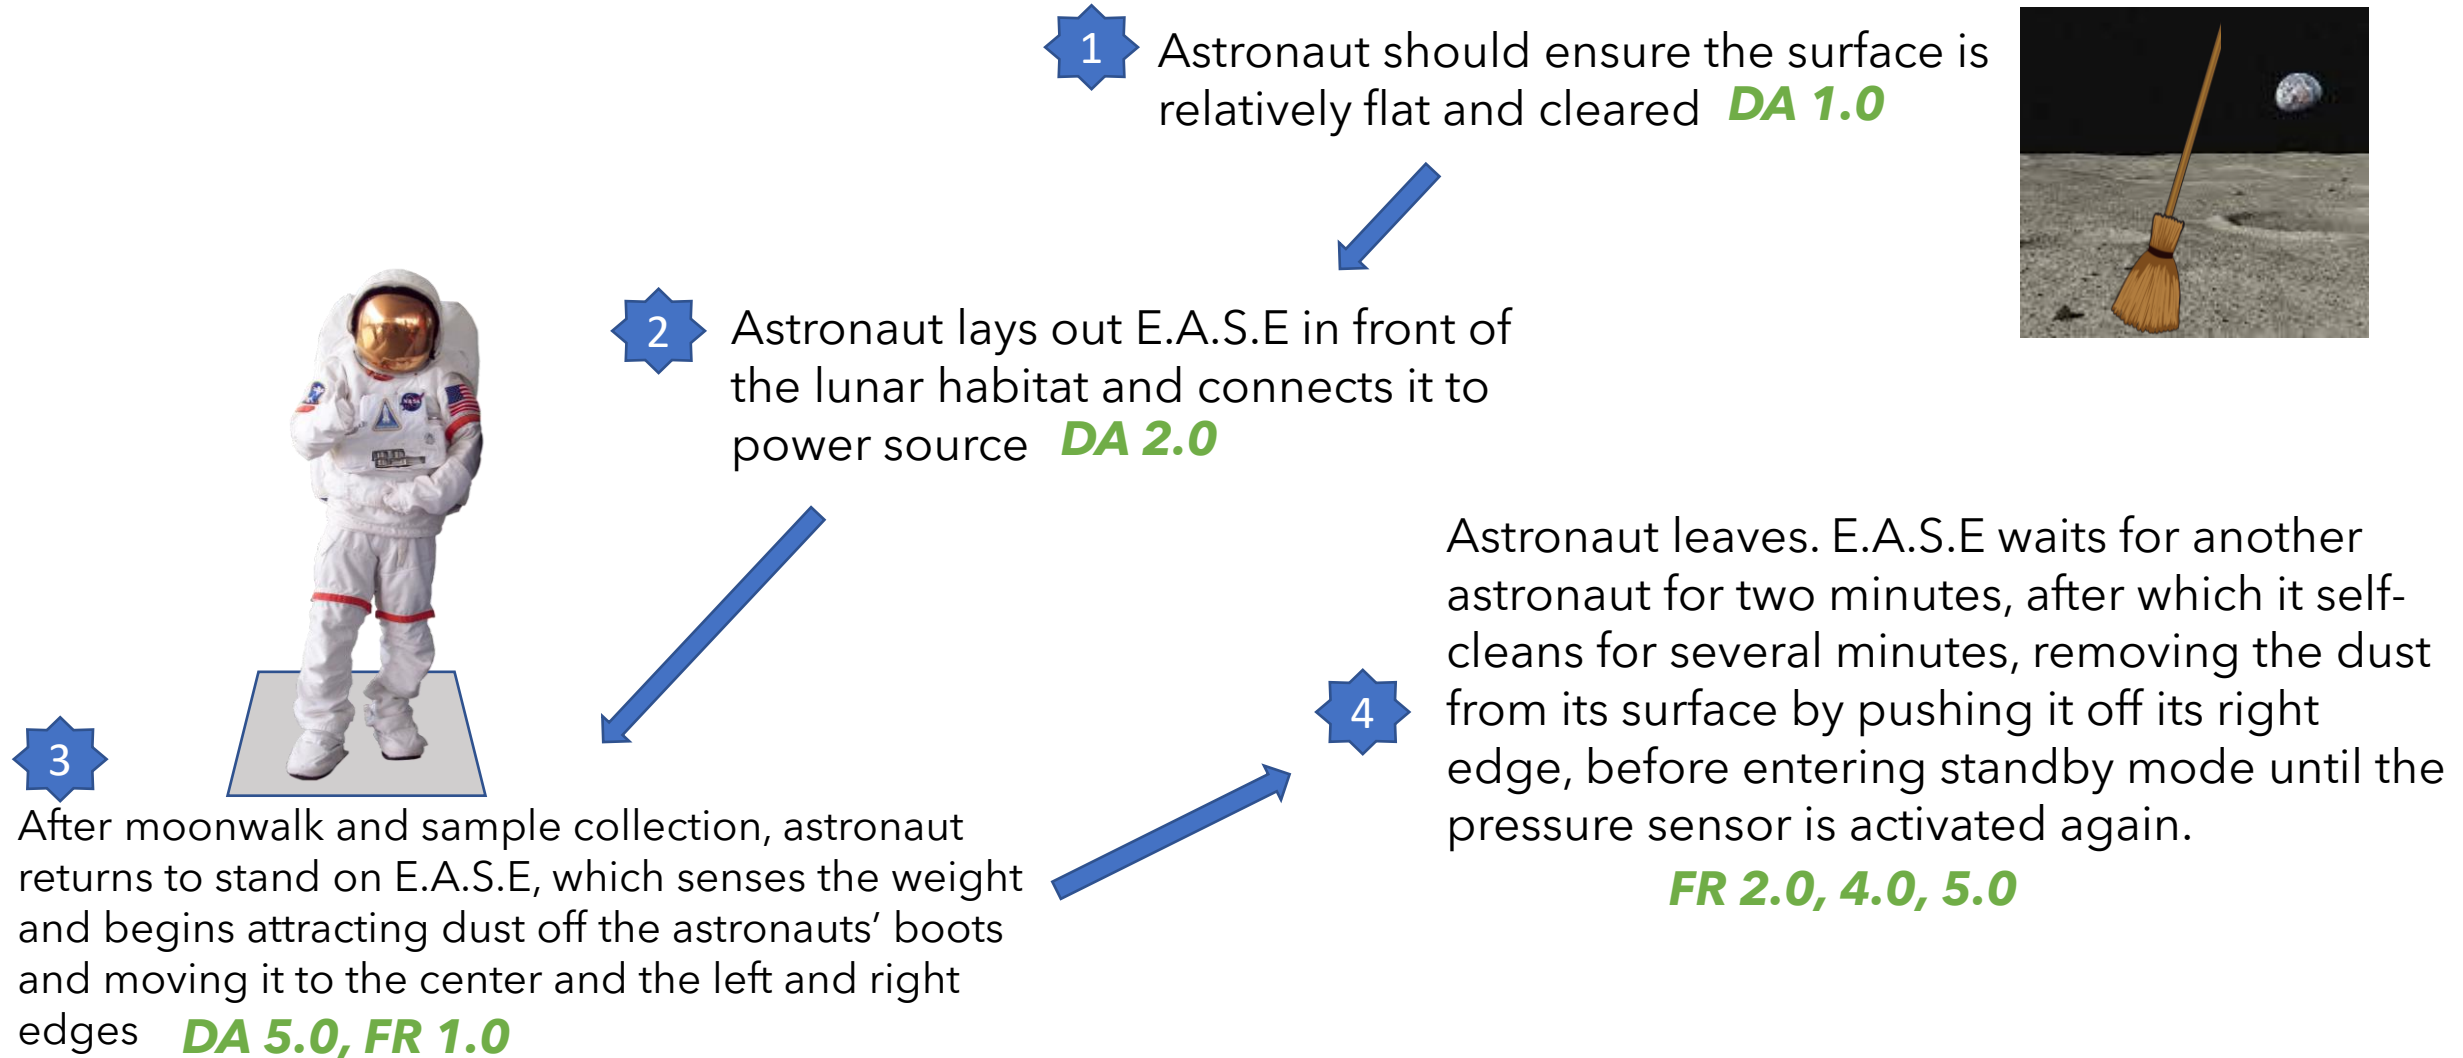 1
Astronaut should ensure the surface is
relatively flat and cleared DA 1.0
2
Astronaut lays out E.A.S.E in front of
the lunar habitat and connects it to
power source DA 2.0
3
After moonwalk and sample collection, astronaut
returns to stand on E.A.S.E, which senses the weight
and begins attracting dust off the astronauts’ boots
and moving it to the center and the left and right
edges DA 5.0, FR 1.0
4
Astronaut leaves. E.A.S.E waits for another
astronaut for two minutes, after which it self-
cleans for several minutes, removing the dust
from its surface by pushing it off its right
edge, before entering standby mode until the
pressure sensor is activated again.
FR 2.0, 4.0, 5.0